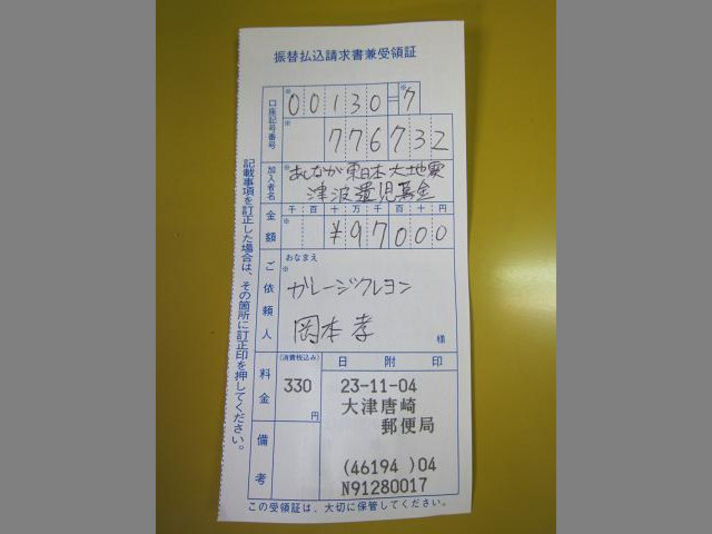 振替払込請求書兼受領証
口座記号番号
※00130=※7
※776732
加入者名
※あしなが東日本大地震
津波遺児募金
金額
千百十万千百十円
※¥97000
ご依頼人
おなまえ
※
ガレージクレヨン
岡本孝
様
料金
(消費税込み)
330
円
日附印
23-11-04
大津唐崎
郵便局
(46194 )04
N91280017
備考
記載事項を訂正した場合は、その箇所に訂正印を押してください。
この受領証は、大切に保管してください。